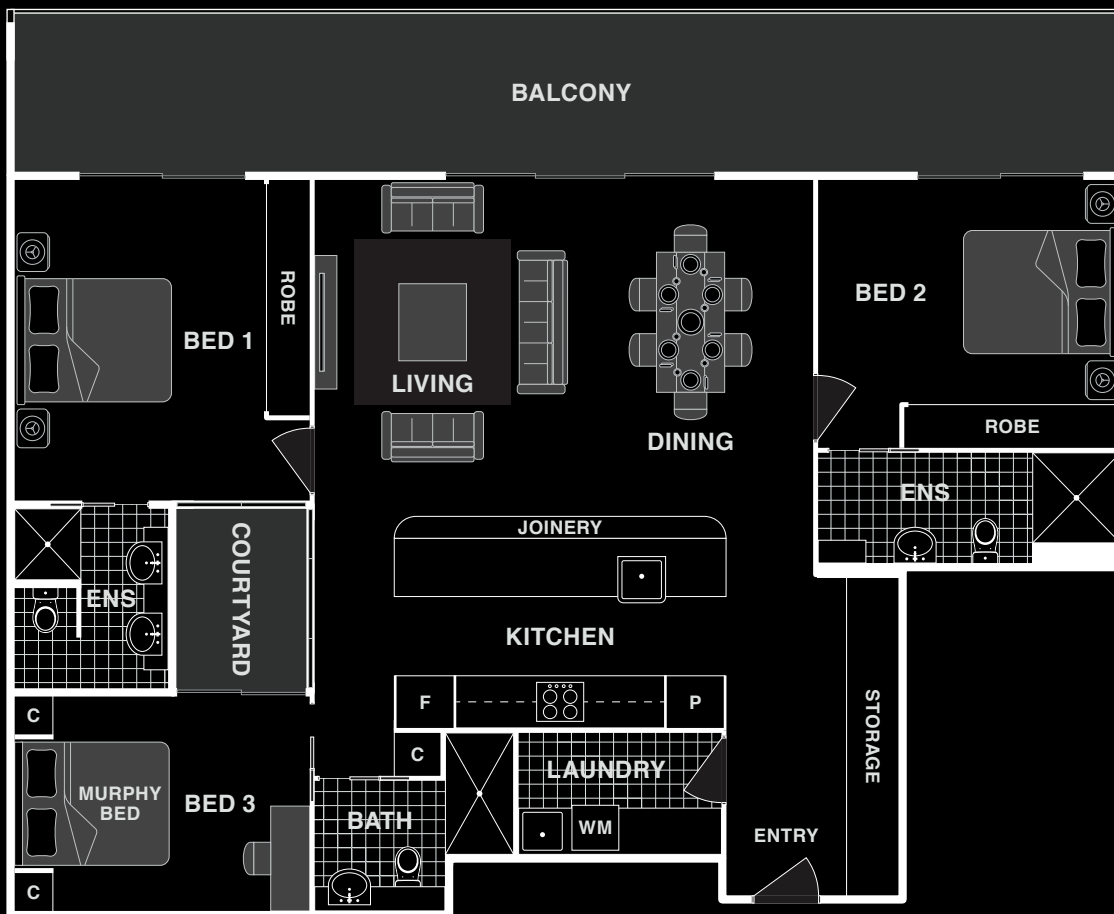 BALCONY
ROBE
BED 1
LIVING
DINING
BED 2
ROBE
ENS
JOINERY
COURTYARD
ENS
KITCHEN
F
P
STORAGE
C
C
LAUNDRY
MURPHY
BED
BED 3
BATH
WM
ENTRY
C